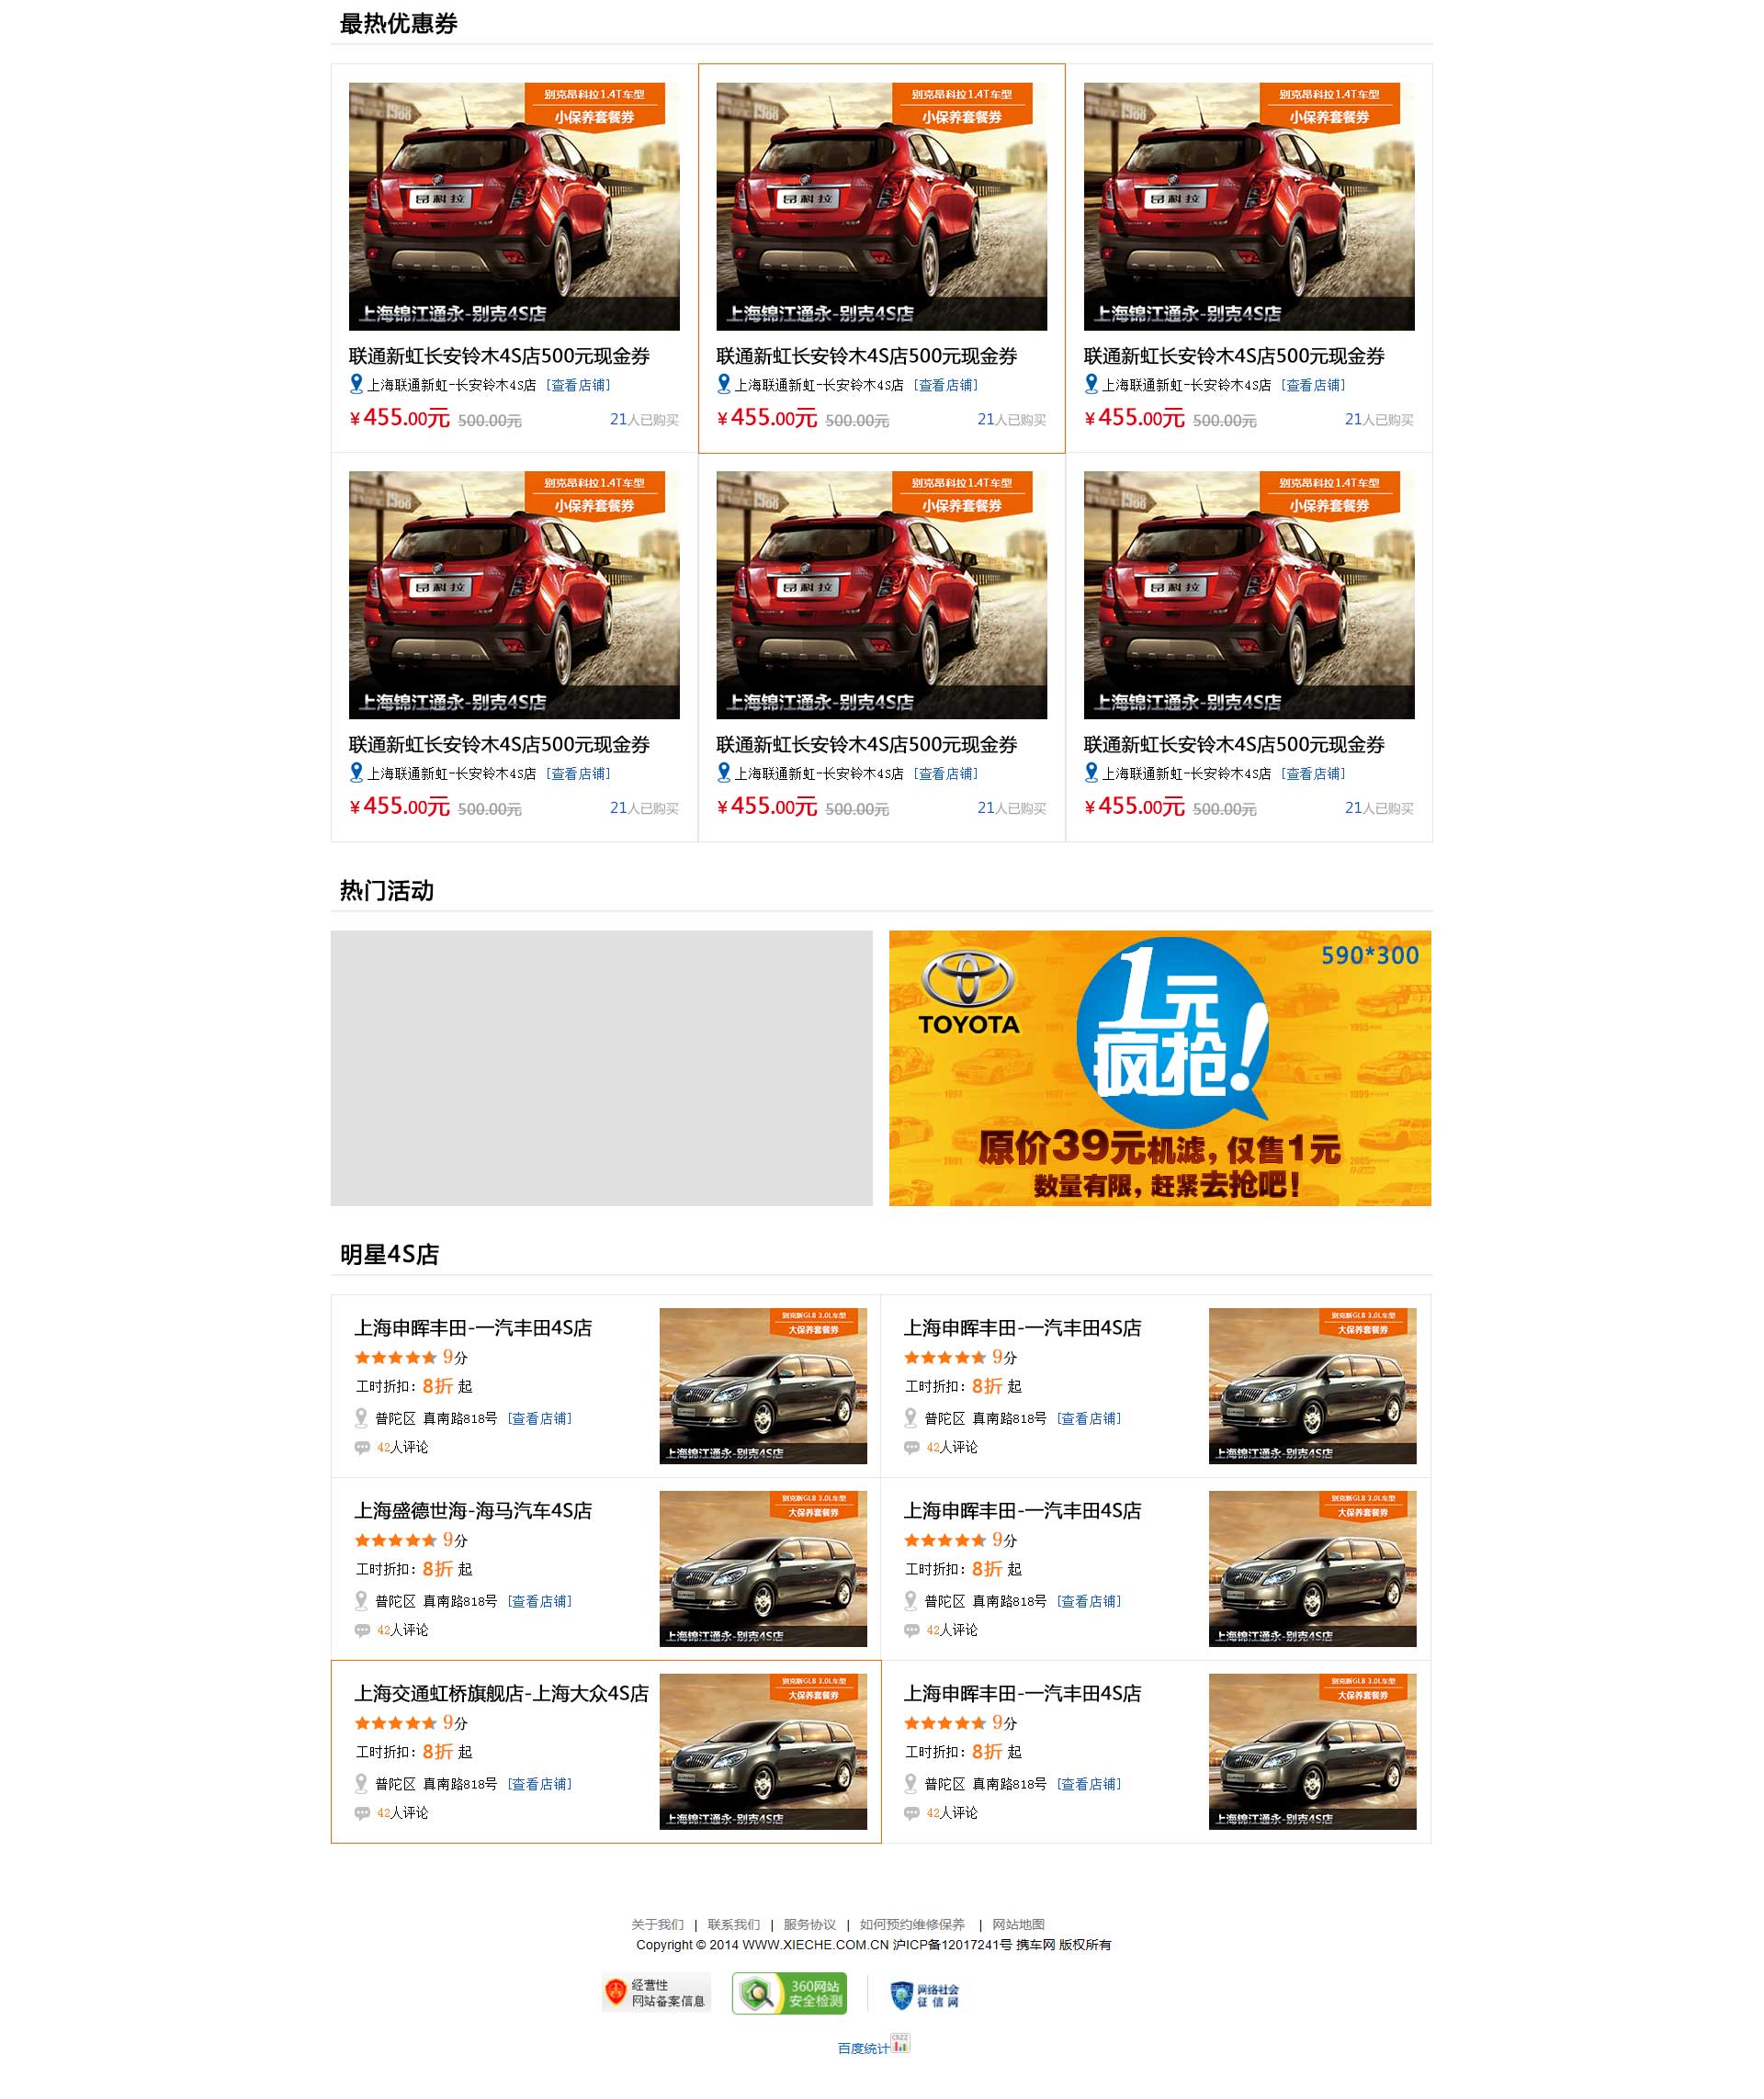 最热优惠券
别克昂科拉1.4T车型
小保养套餐券
昂科拉
上海锦江通永-别克4S店
联通新虹长安铃木4S店500元现金券
上海联通新虹-长安铃木4S店 [查看店铺]
¥455.00元 500.00元 21人已购买
别克昂科拉1.4T车型
小保养套餐券
昂科拉
上海锦江通永-别克4S店
联通新虹长安铃木4S店500元现金券
上海联通新虹-长安铃木4S店 [查看店铺]
¥455.00元 500.00元 21人已购买
别克昂科拉1.4T车型
小保养套餐券
昂科拉
上海锦江通永-别克4S店
联通新虹长安铃木4S店500元现金券
上海联通新虹-长安铃木4S店 [查看店铺]
¥455.00元 500.00元 21人已购买
别克昂科拉1.4T车型
小保养套餐券
昂科拉
上海锦江通永-别克4S店
联通新虹长安铃木4S店500元现金券
上海联通新虹-长安铃木4S店 [查看店铺]
¥455.00元 500.00元 21人已购买
别克昂科拉1.4T车型
小保养套餐券
昂科拉
上海锦江通永-别克4S店
联通新虹长安铃木4S店500元现金券
上海联通新虹-长安铃木4S店 [查看店铺]
¥455.00元 500.00元 21人已购买
别克昂科拉1.4T车型
小保养套餐券
昂科拉
上海锦江通永-别克4S店
联通新虹长安铃木4S店500元现金券
上海联通新虹-长安铃木4S店 [查看店铺]
¥455.00元 500.00元 21人已购买
热门活动
590*300
TOYOTA
1元
疯抢!
原价39元机滤，仅售1元
数量有限，赶紧去抢吧！
明星4S店
上海申晖丰田-一汽丰田4S店
9分
工时折扣：8折 起
普陀区 真南路818号 [查看店铺]
42人评论
别克新GL8 3.0L车型
大保养套餐券
上海锦江通永-别克4S店
上海申晖丰田-一汽丰田4S店
9分
工时折扣：8折 起
普陀区 真南路818号 [查看店铺]
42人评论
别克新GL8 3.0L车型
大保养套餐券
上海锦江通永-别克4S店
上海盛德世海-海马汽车4S店
9分
工时折扣：8折 起
普陀区 真南路818号 [查看店铺]
42人评论
别克新GL8 3.0L车型
大保养套餐券
上海锦江通永-别克4S店
上海申晖丰田-一汽丰田4S店
9分
工时折扣：8折 起
普陀区 真南路818号 [查看店铺]
42人评论
别克新GL8 3.0L车型
大保养套餐券
上海锦江通永-别克4S店
上海交通虹桥旗舰店-上海大众4S店
9分
工时折扣：8折 起
普陀区 真南路818号 [查看店铺]
42人评论
别克新GL8 3.0L车型
大保养套餐券
上海锦江通永-别克4S店
上海申晖丰田-一汽丰田4S店
9分
工时折扣：8折 起
普陀区 真南路818号 [查看店铺]
42人评论
别克新GL8 3.0L车型
大保养套餐券
上海锦江通永-别克4S店
关于我们 | 联系我们 | 服务协议 | 如何预约维修保养 | 网站地图
Copyright © 2014 WWW.XIECHE.COM.CN 沪ICP备12017241号 携车网 版权所有
经营性
网站备案信息
360网站
安全检测
网络社会
征信网
百度统计